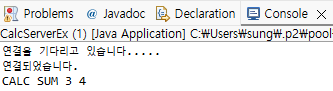 Problems @ Javadoc Declaration Console
CalcServerEx (1) [Java Application] C:\Users\sung\.p2\pool
연결을 기다리고 있습니다.....
연결되었습니다.
CALC SUM 3 4